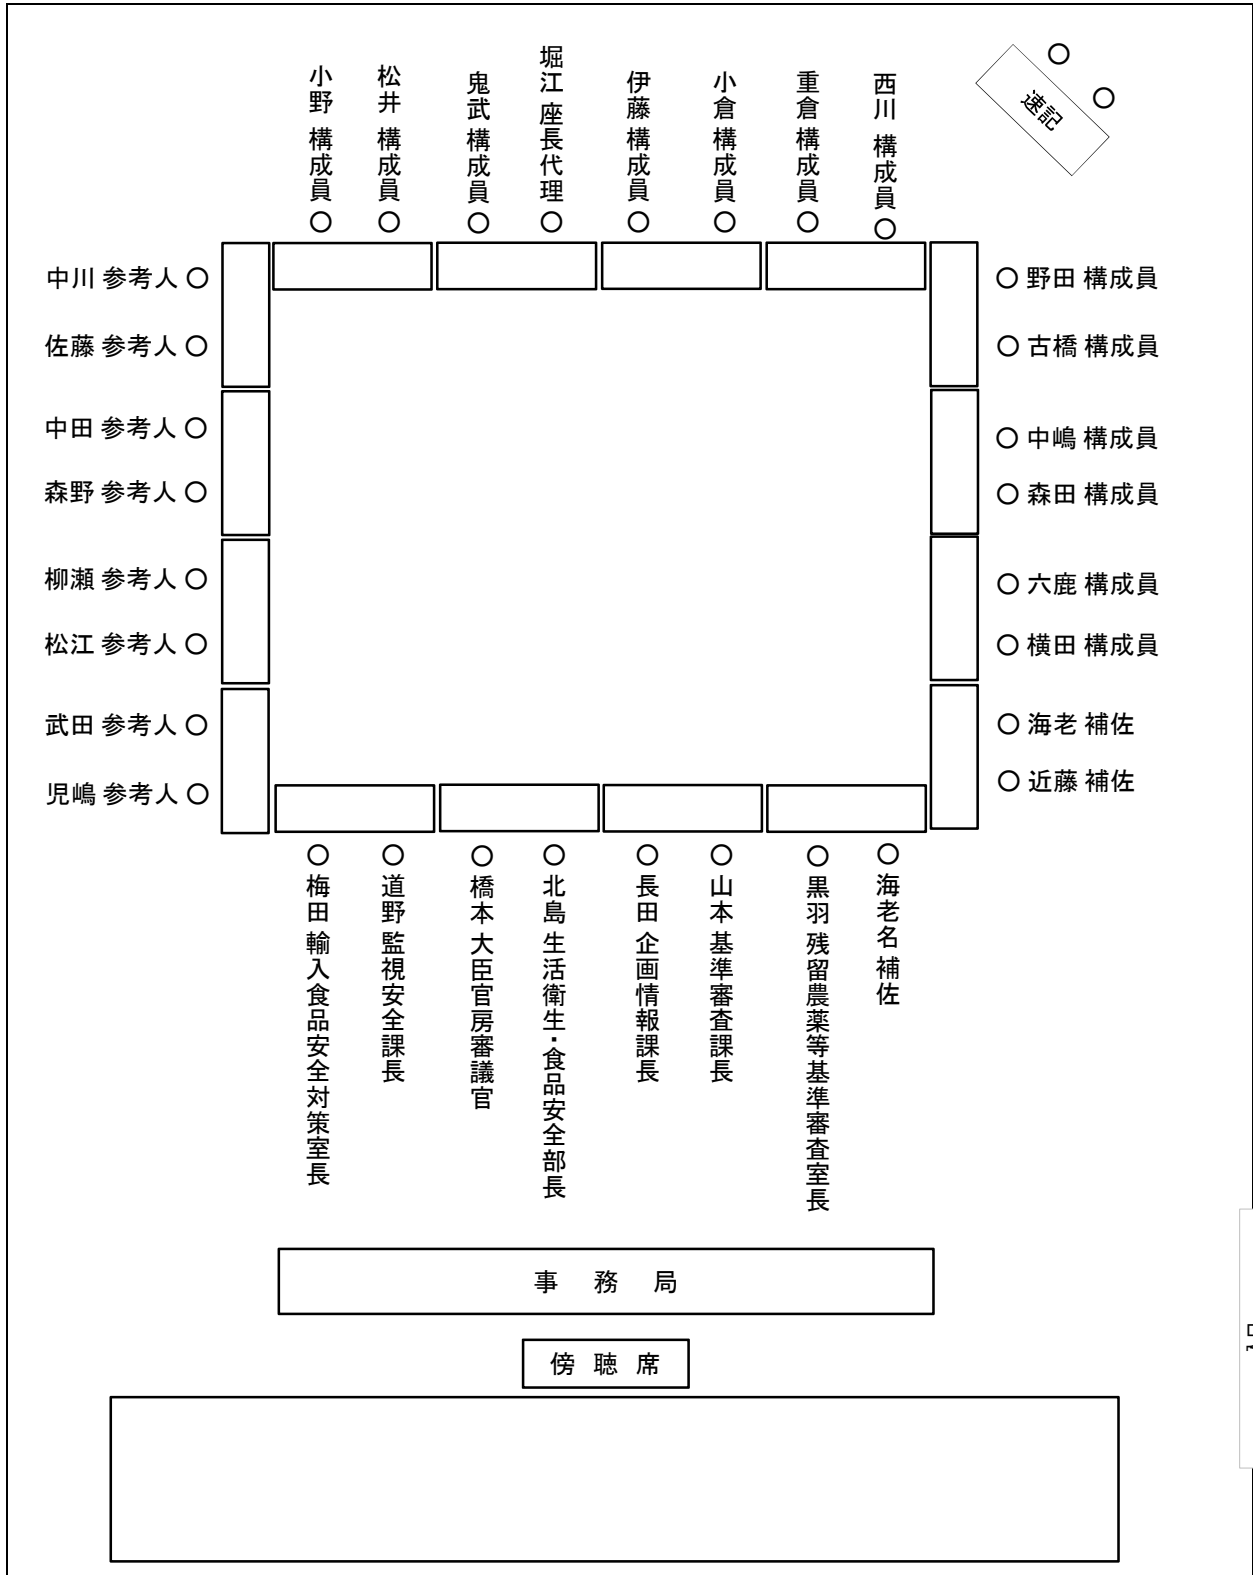 小野 構成員
松井 構成員
鬼武 構成員
堀江 座長代理
伊藤 構成員
小倉 構成員
重倉 構成員
西川 構成員
速記
中川 参考人
佐藤 参考人
中田 参考人
森野 参考人
柳瀬 参考人
松江 参考人
武田 参考人
児嶋 参考人
野田 構成員
古橋 構成員
中嶋 構成員
森田 構成員
六鹿 構成員
横田 構成員
海老 補佐
近藤 補佐
梅田 輸入食品安全対策室長
道野 監視安全課長
橋本 大臣官房審議官
北島 生活衛生・食品安全部長
長田 企画情報課長
山本 基準審査課長
黒羽 残留農薬等基準審査室長
海老名 補佐
事 務 局
傍 聴 席